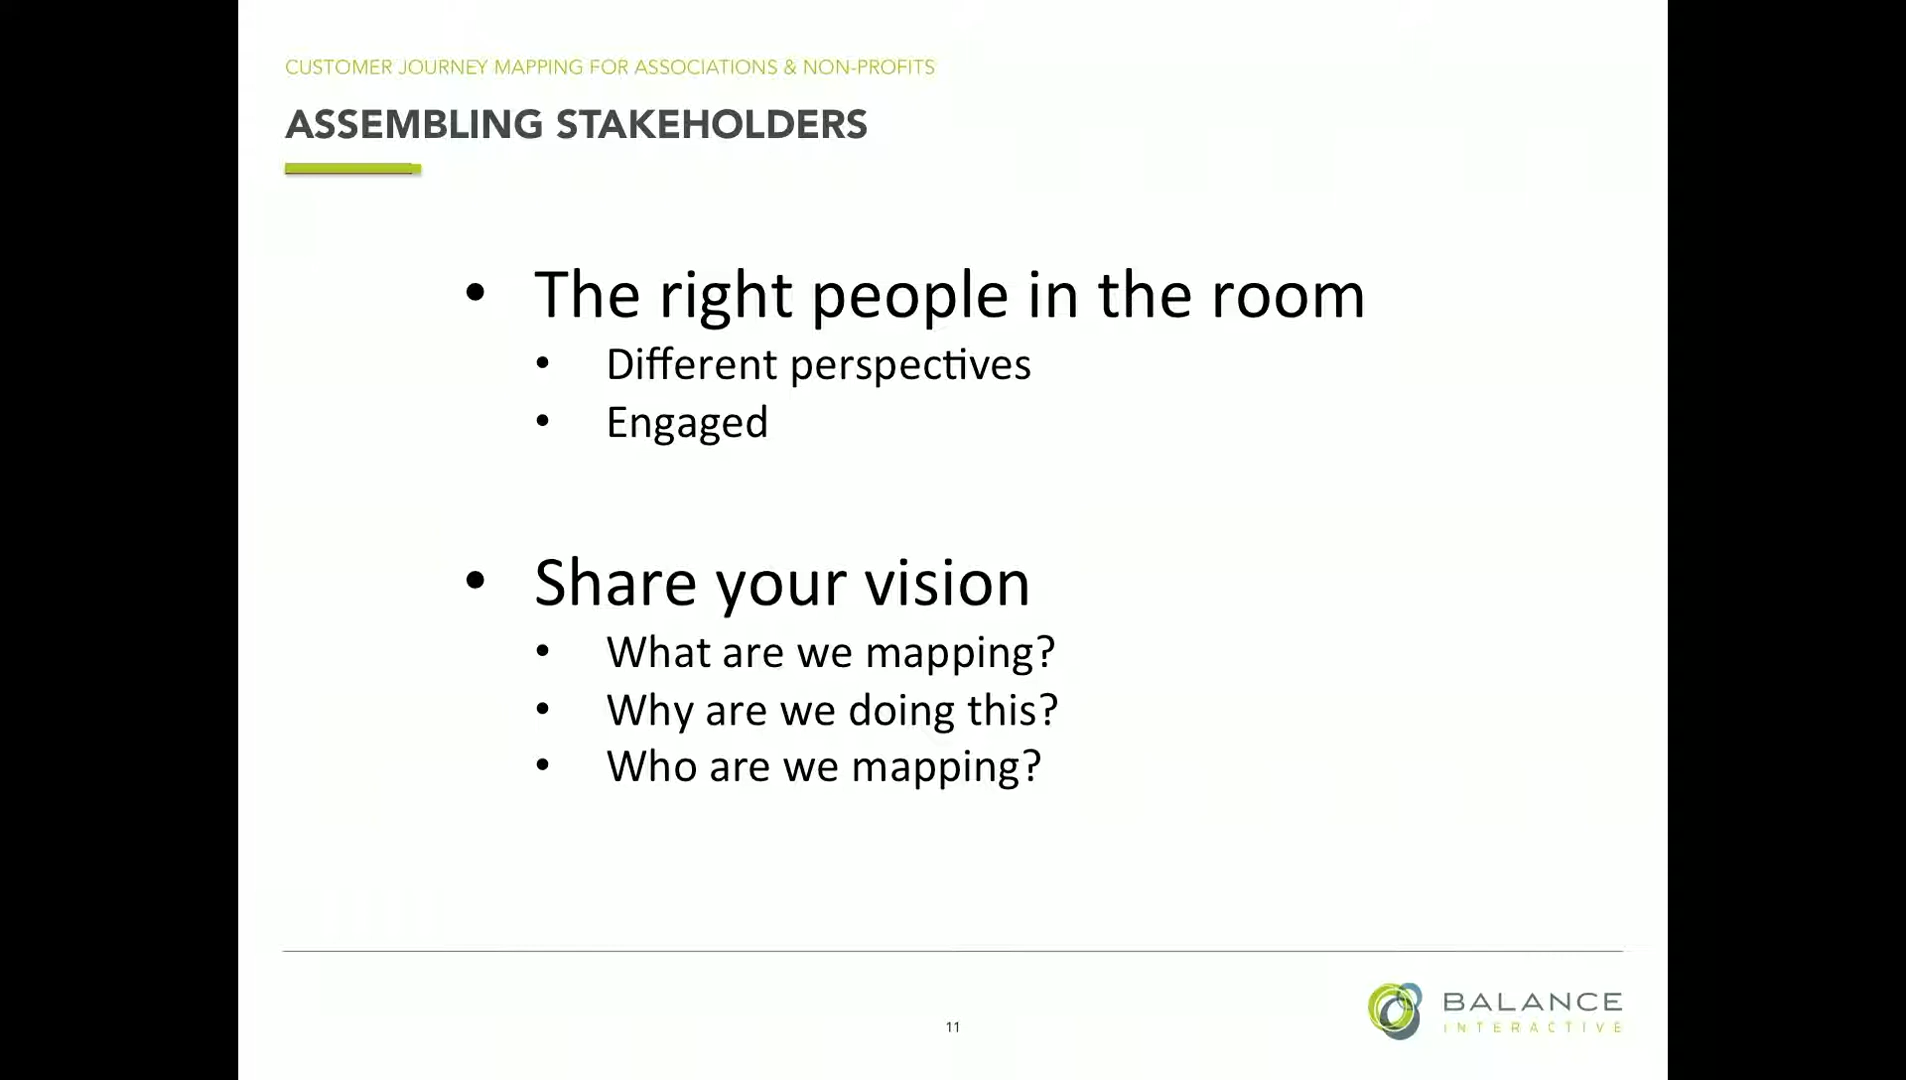 CUSTOMER JOURNEY MAPPING FOR ASSOCIATIONS & NON-PROFITS
ASSEMBLING STAKEHOLDERS
• The right people in the room
• Different perspectives
• Engaged
• Share your vision
• What are we mapping?
• Why are we doing this?
• Who are we mapping?
11
BALANCE
INTERACTIVE